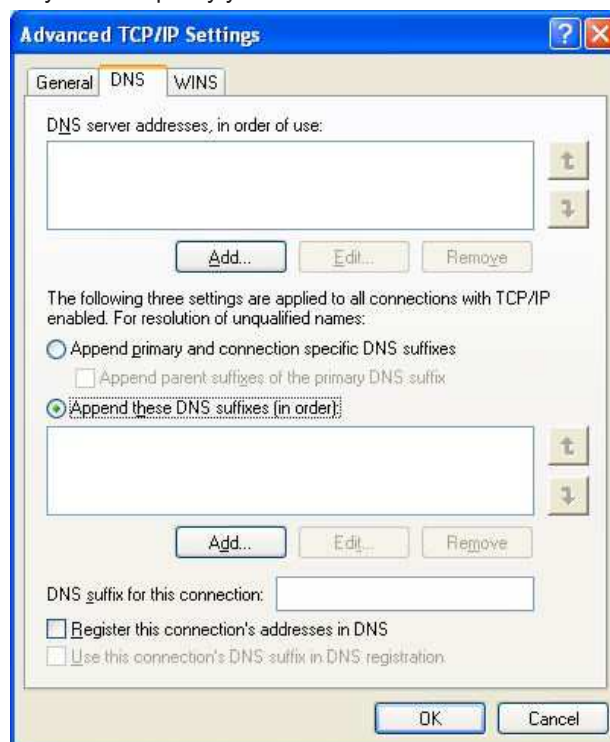 Advanced TCP/IP Settings
General DNS WINS
DNS server addresses, in order of use:
Add... Edit... Remove
The following three settings are applied to all connections with TCP/IP
enabled. For resolution of unqualified names:
Append primary and connection specific DNS suffixes
Append parent suffixes of the primary DNS suffix
Append these DNS suffixes (in order):
Add... Edit... Remove
DNS suffix for this connection:
Register this connection's addresses in DNS
Use this connection's DNS suffix in DNS registration
OK Cancel